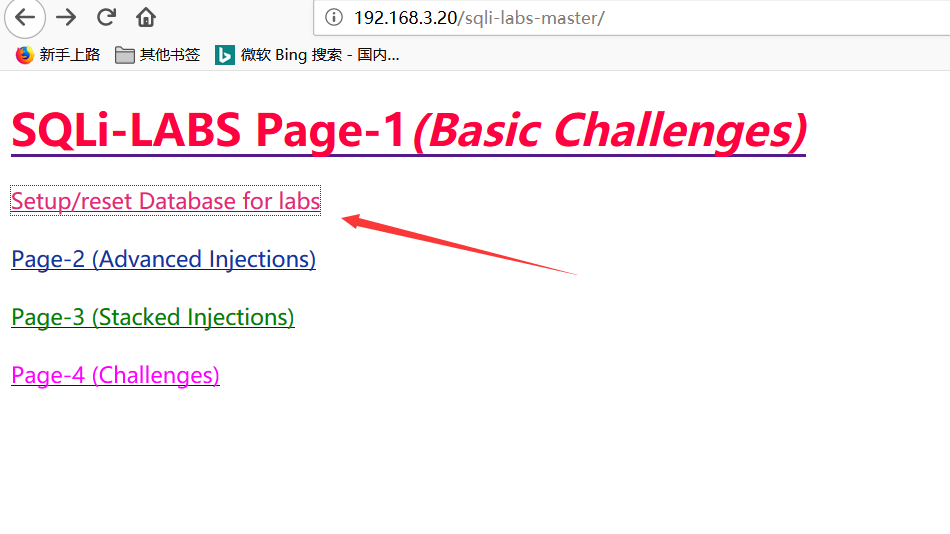 192.168.3.20/sqli-labs-master/
新手上路 其他书签 微软 Bing 搜索 - 国内...
SQLi-LABS Page-1(Basic Challenges)
Setup/reset Database for labs
Page-2 (Advanced Injections)
Page-3 (Stacked Injections)
Page-4 (Challenges)